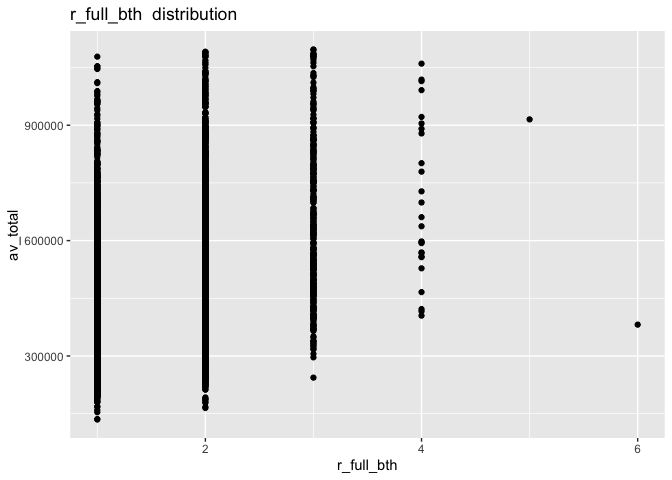 r_full_bth  distribution
900000
600000
300000
av_total
2
4
6
r_full_bth